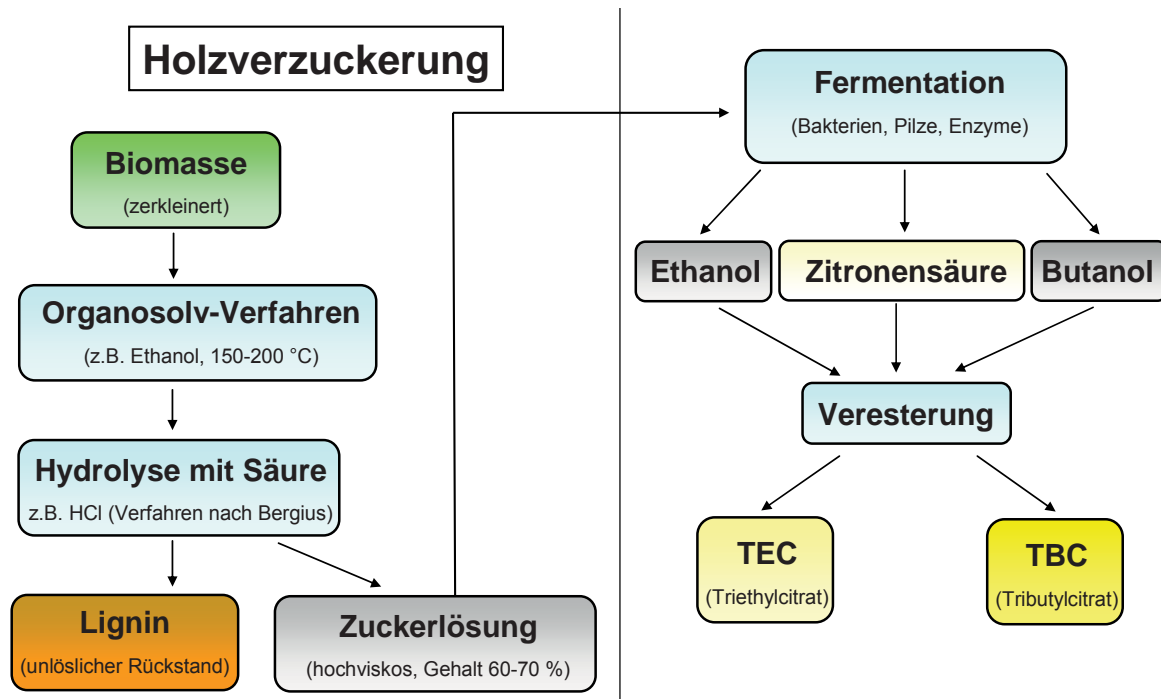 Holzverzuckerung
Biomasse
(zerkleinert)
Organosolv-Verfahren
(z.B. Ethanol, 150-200 °C)
Hydrolyse mit Säure
z.B. HCl (Verfahren nach Bergius)
Lignin
(unlöslicher Rückstand)
Zuckerlösung
(hochviskos, Gehalt 60-70 %)
Fermentation
(Bakterien, Pilze, Enzyme)
Ethanol
Zitronensäure
Butanol
Veresterung
TEC
(Triethylcitrat)
TBC
(Tributylcitrat)